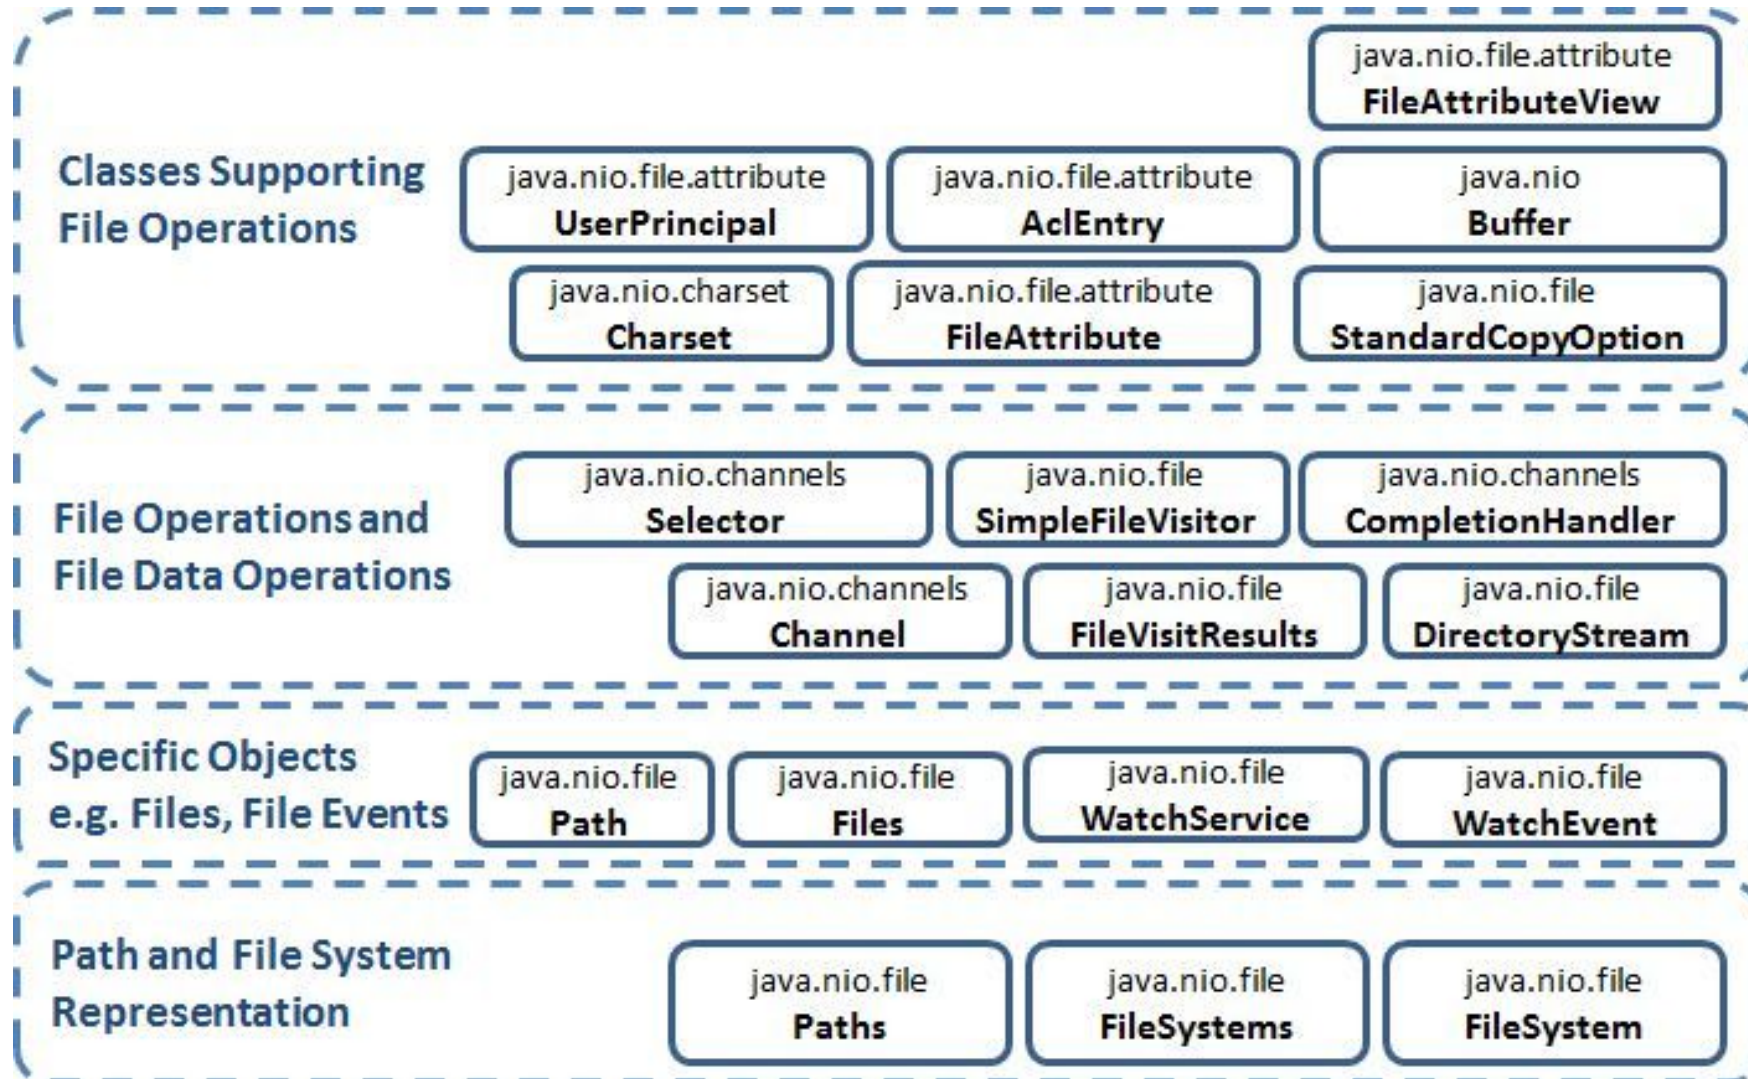 java.nio.file.attribute
FileAttributeView
Classes Supporting
File Operations
java.nio.file.attribute
UserPrincipal
java.nio.file.attribute
AclEntry
java.nio
Buffer
java.nio.charset
Charset
java.nio.file.attribute
FileAttribute
java.nio.file
StandardCopyOption
File Operations and
File Data Operations
java.nio.channels
Selector
java.nio.file
SimpleFileVisitor
java.nio.channels
CompletionHandler
java.nio.channels
Channel
java.nio.file
FileVisitResults
java.nio.file
DirectoryStream
Specific Objects
e.g. Files, File Events
java.nio.file
Path
java.nio.file
Files
java.nio.file
WatchService
java.nio.file
WatchEvent
Path and File System
Representation
java.nio.file
Paths
java.nio.file
FileSystems
java.nio.file
FileSystem